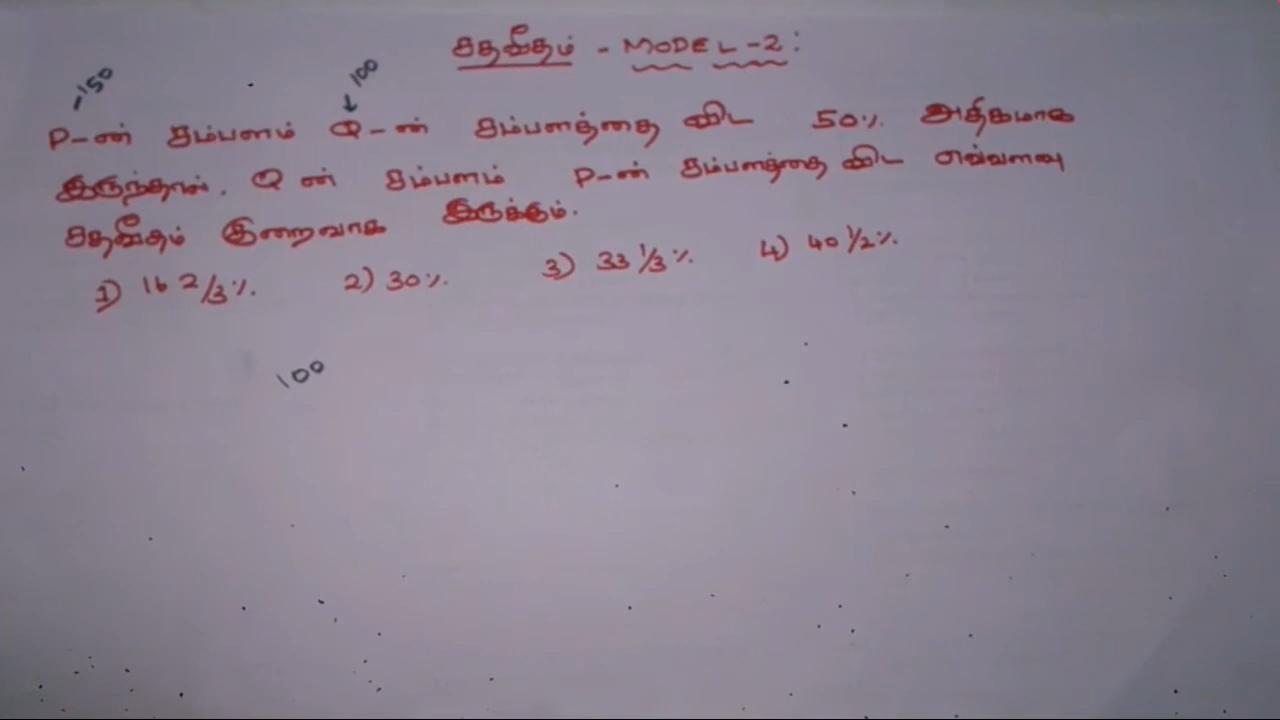 சதவீதம் - MODEL -2:
-150
100
P-ன் சம்பளம் Q-ன் சம்பளத்தை விட 50% அதிகமாக
இருந்தால். Q ன் சம்பளம் P-ன் சம்பளத்தை விட எவ்வளவு
சதவீதம் குறைவாக இருக்கும்.
1) 16 2/3% 2) 30% 3) 33 1/3% 4) 40 1/2%
100